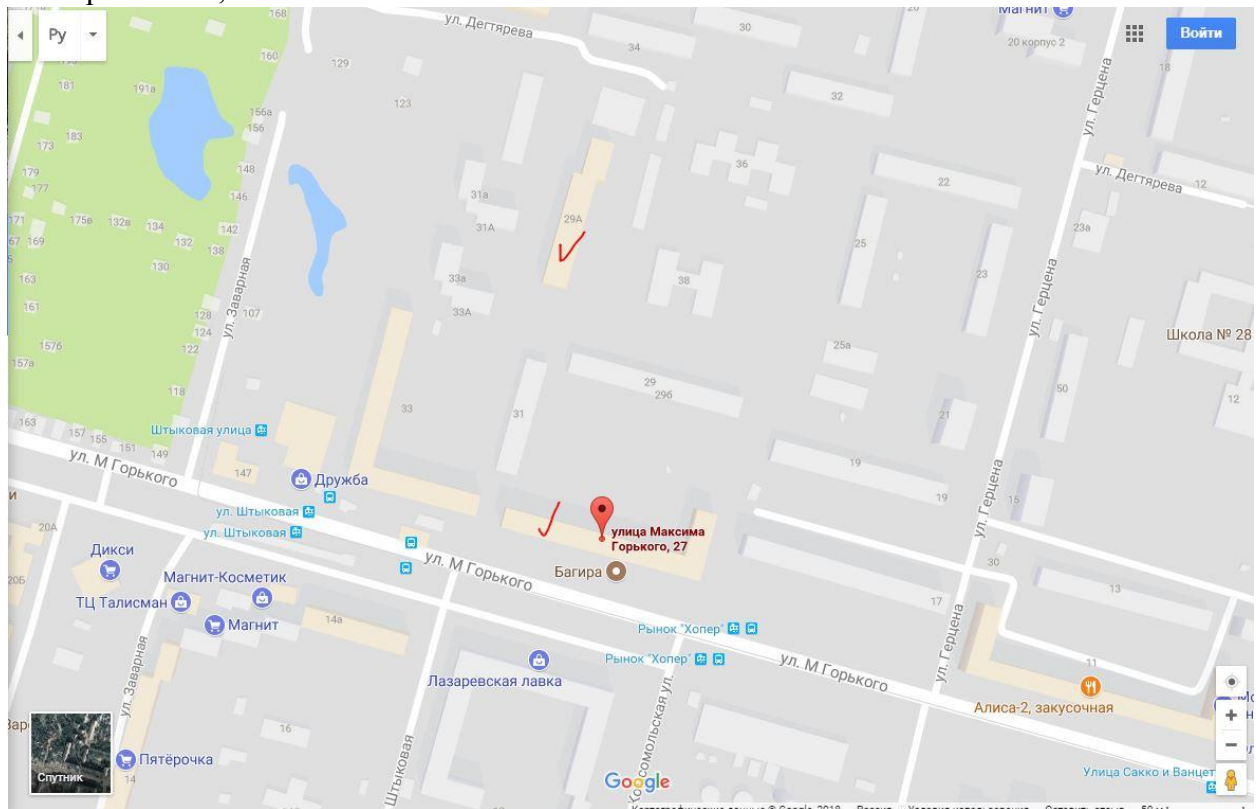 168
ул. Дегтярева
30
Магнит
Ру
Войти
34
20 корпус 2
18
160
129
181
191а
123
32
156а
156
183
173
36
148
179
177
31а
146
22
ул. Дегтярева
12
171
175в
132в
134
142
29А
31А
23а
167
169
132
138
25
130
33а
38
23
163
33А
161
128
107
ул. Заварная
ул. Герцена
ул. Герцена
124
Школа № 28
157б
122
25а
157а
29
29б
50
118
12
33
31
21
163
157
155
151
149
Штыковая улица
19
ул. М Горького
147
Дружба
19
15
ул. Штыковая
20А
ул. Штыковая
улица Максима
Горького, 27
Дикси
ул. М Горького
Багира
30
Магнит-Косметик
13
20Б
ТЦ Талисман
17
Магнит
14а
Рынок "Хопер"
Рынок "Хопер"
ул. М Горького
11
ул. Герцена
Лазаревская лавка
Алиса-2, закусочная
ул. Заварная
16
Спутник
Пятёрочка
14
Штыковая
Комсомольская ул.
12
Google
Улица Сакко и Ванцет